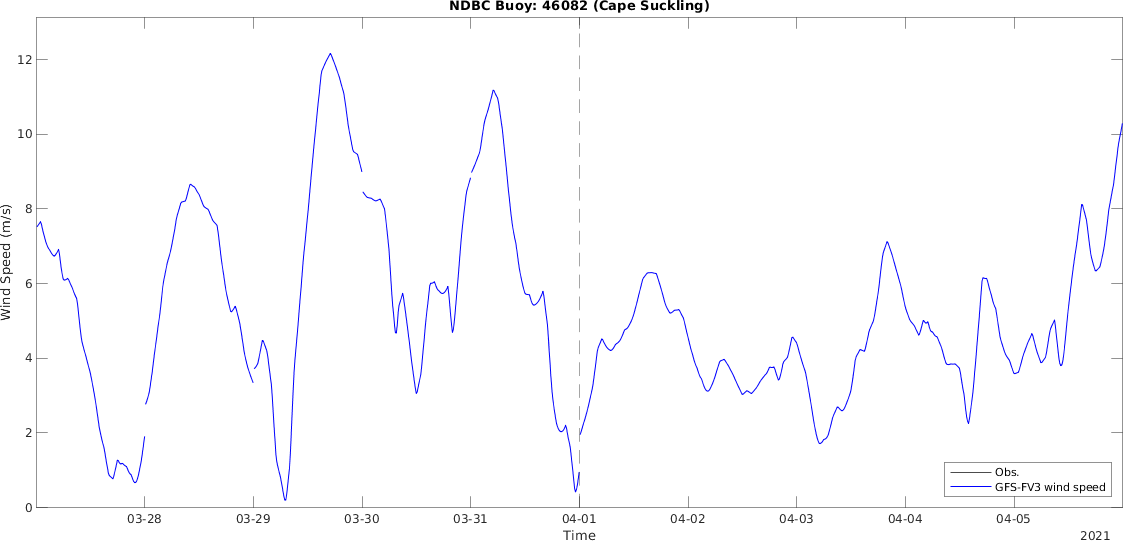 NDBC Buoy: 46082 (Cape Suckling)
Wind Speed (m/s)
12
10
8
6
4
2
0
03-28 03-29 03-30 03-31 04-01 04-02 04-03 04-04 04-05
Time
2021
Obs.
GFS-FV3 wind speed